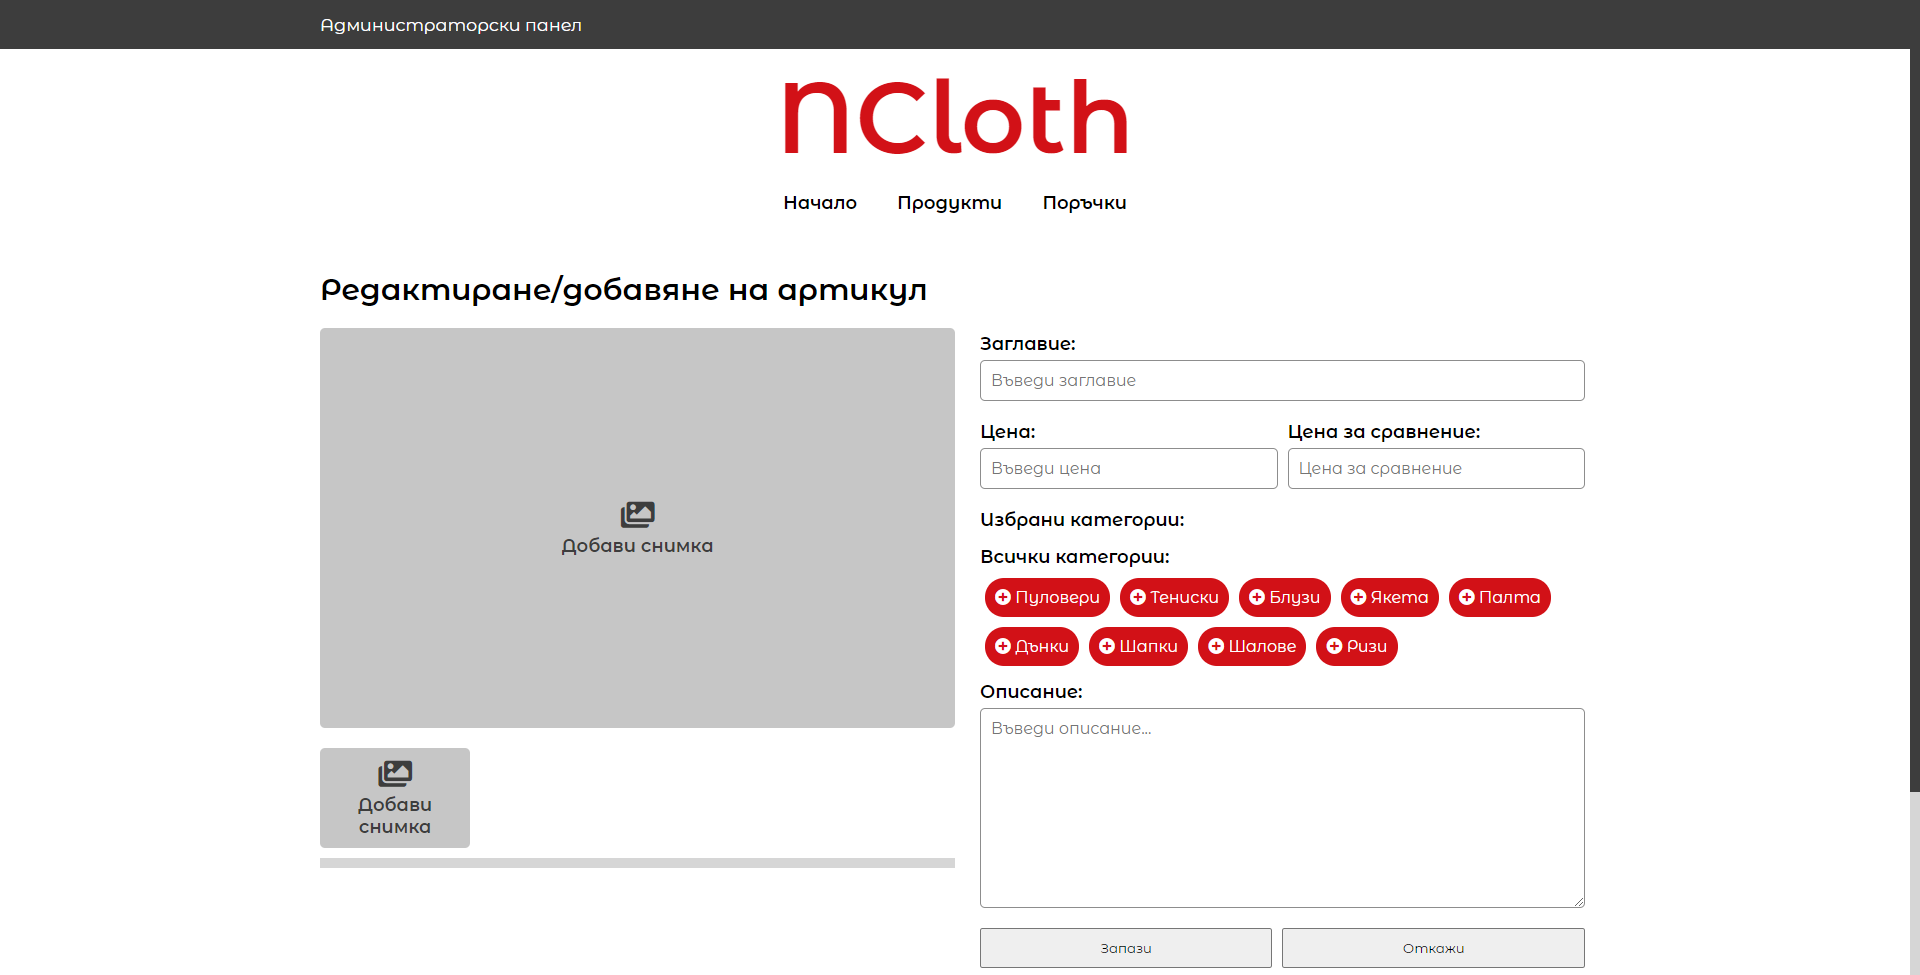 Администраторски панел
NCloth
Начало Продукти Поръчки
Редактиране/добавяне на артикул
Добави снимка
Добави
снимка
Заглавие:
Въведи заглавие
Цена: Цена за сравнение:
Въведи цена Цена за сравнение
Избрани категории:
Всички категории:
Пуловери Тениски Блузи Якета Палта
Дънки Шапки Шалове Ризи
Описание:
Въведи описание...
Запази Откажи